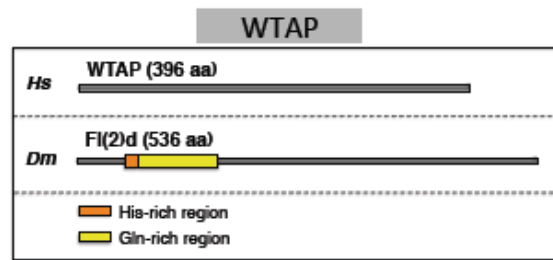 WTAP
Hs WTAP (396 aa)
Dm Fl(2)d (536 aa)
His-rich region
Gln-rich region